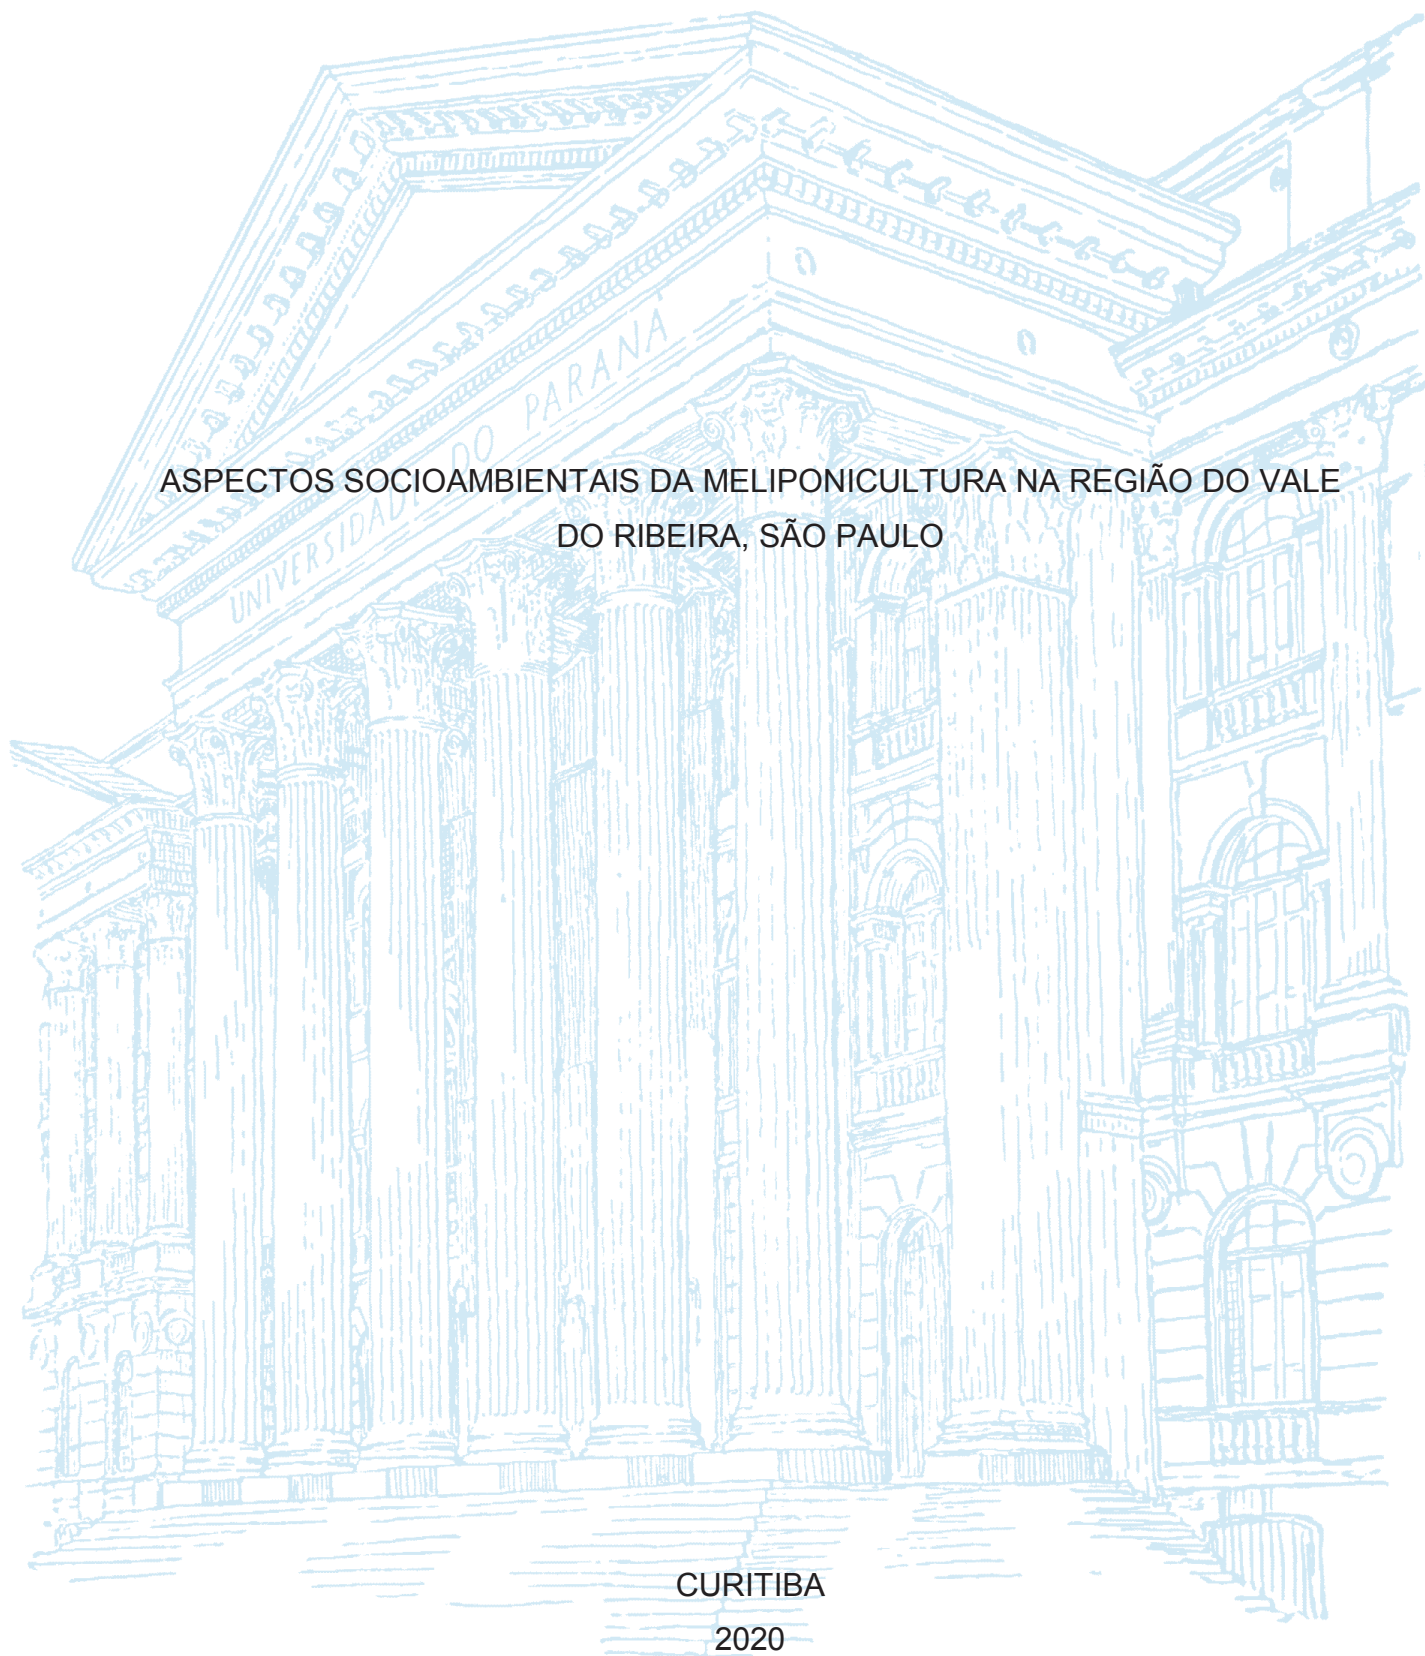 UNIVERSIDADE DO PARANÁ
ASPECTOS SOCIOAMBIENTAIS DA MELIPONICULTURA NA REGIÃO DO VALE
DO RIBEIRA, SÃO PAULO
CURITIBA
2020